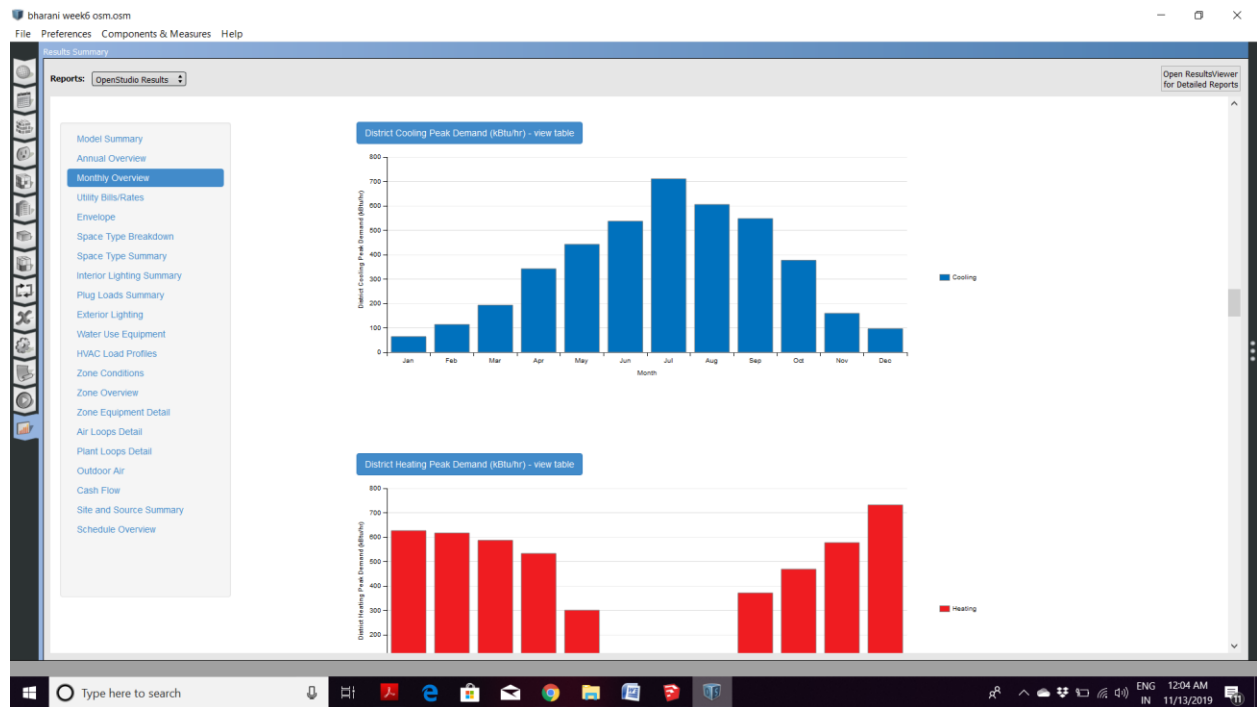 bharani week6 osm.osm
File Preferences Components & Measures Help
Results Summary
Reports: OpenStudio Results
Open ResultsViewer
for Detailed Reports
Model Summary
Annual Overview
Monthly Overview
Utility Bills/Rates
Envelope
Space Type Breakdown
Space Type Summary
Interior Lighting Summary
Plug Loads Summary
Exterior Lighting
Water Use Equipment
HVAC Load Profiles
Zone Conditions
Zone Overview
Zone Equipment Detail
Air Loops Detail
Plant Loops Detail
Outdoor Air
Cash Flow
Site and Source Summary
Schedule Overview
District Cooling Peak Demand (kBtu/hr) - view table
District Cooling Peak Demand (kBtu/hr)
800
700
600
500
400
300
200
100
0
Jan Feb Mar Apr May Jun Jul Aug Sep Oct Nov Dec
Month
Cooling
District Heating Peak Demand (kBtu/hr) - view table
District Heating Peak Demand (kBtu/hr)
800
700
600
500
400
300
200
Heating
Type here to search
ENG 12:04 AM
IN 11/13/2019
11